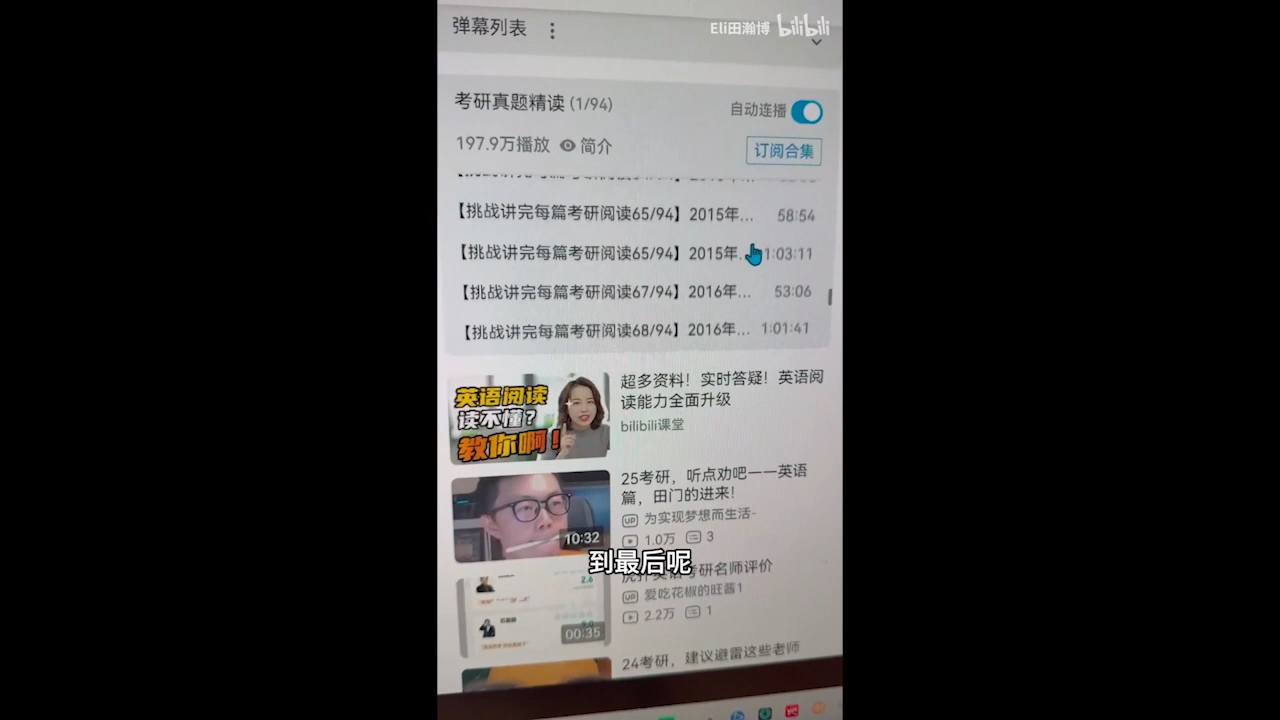 弹幕列表
Eli田瀚博 bilibili
考研真题精读(1/94)
自动连播
197.9万播放 简介
订阅合集
【挑战讲完每篇考研阅读65/94】2015年... 58:54
【挑战讲完每篇考研阅读65/94】2015年... 1:03:11
【挑战讲完每篇考研阅读67/94】2016年... 53:06
【挑战讲完每篇考研阅读68/94】2016年... 1:01:41
英语阅读
读不懂?
教你啊!
超多资料!实时答疑!英语阅
读能力全面升级
bilibili课堂
10:32
25考研,听点劝吧一一英语
篇,田门的进来!
UP 为实现梦想而生活-
1.0万 3
到最后呢
考研名师评价
UP 爱吃花椒的旺酱1
2.2万 1
2.6
00:35
24考研,建议避雷这些老师